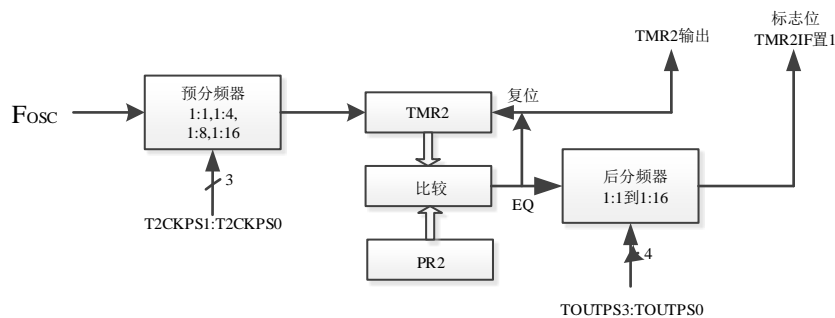 标志位
TMR2IF置1
TMR2输出
预分频器
1:1,1:4,
1:8,1:16
复位
FOSC
TMR2
3
比较
后分频器
1:1到1:16
EQ
T2CKPS1:T2CKPS0
PR2
4
TOUTPS3:TOUTPS0